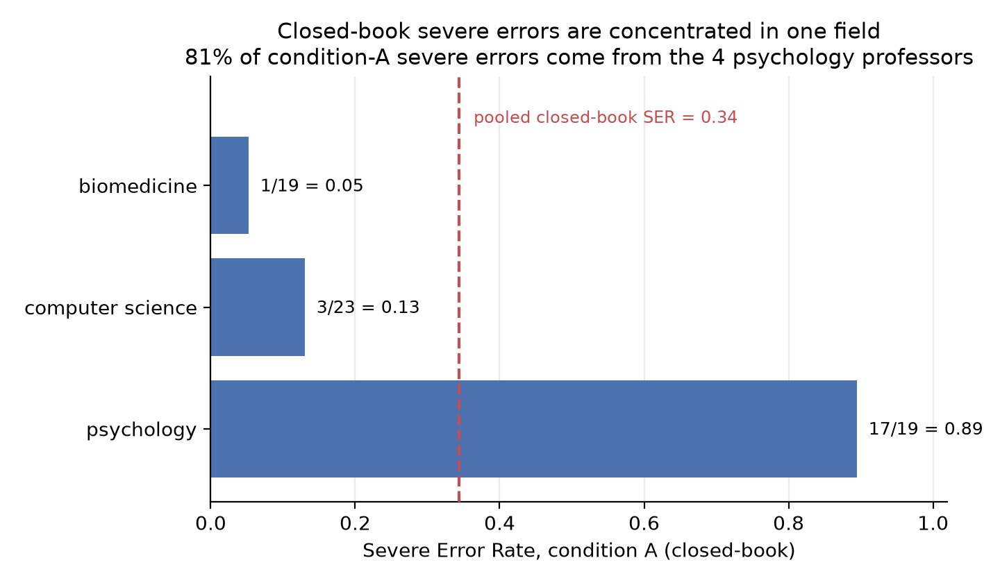 Closed-book severe errors are concentrated in one field
81% of condition-A severe errors come from the 4 psychology professors
pooled closed-book SER = 0.34
biomedicine
1/19 = 0.05
computer science
3/23 = 0.13
psychology
17/19 = 0.89
0.0 0.2 0.4 0.6 0.8 1.0
Severe Error Rate, condition A (closed-book)